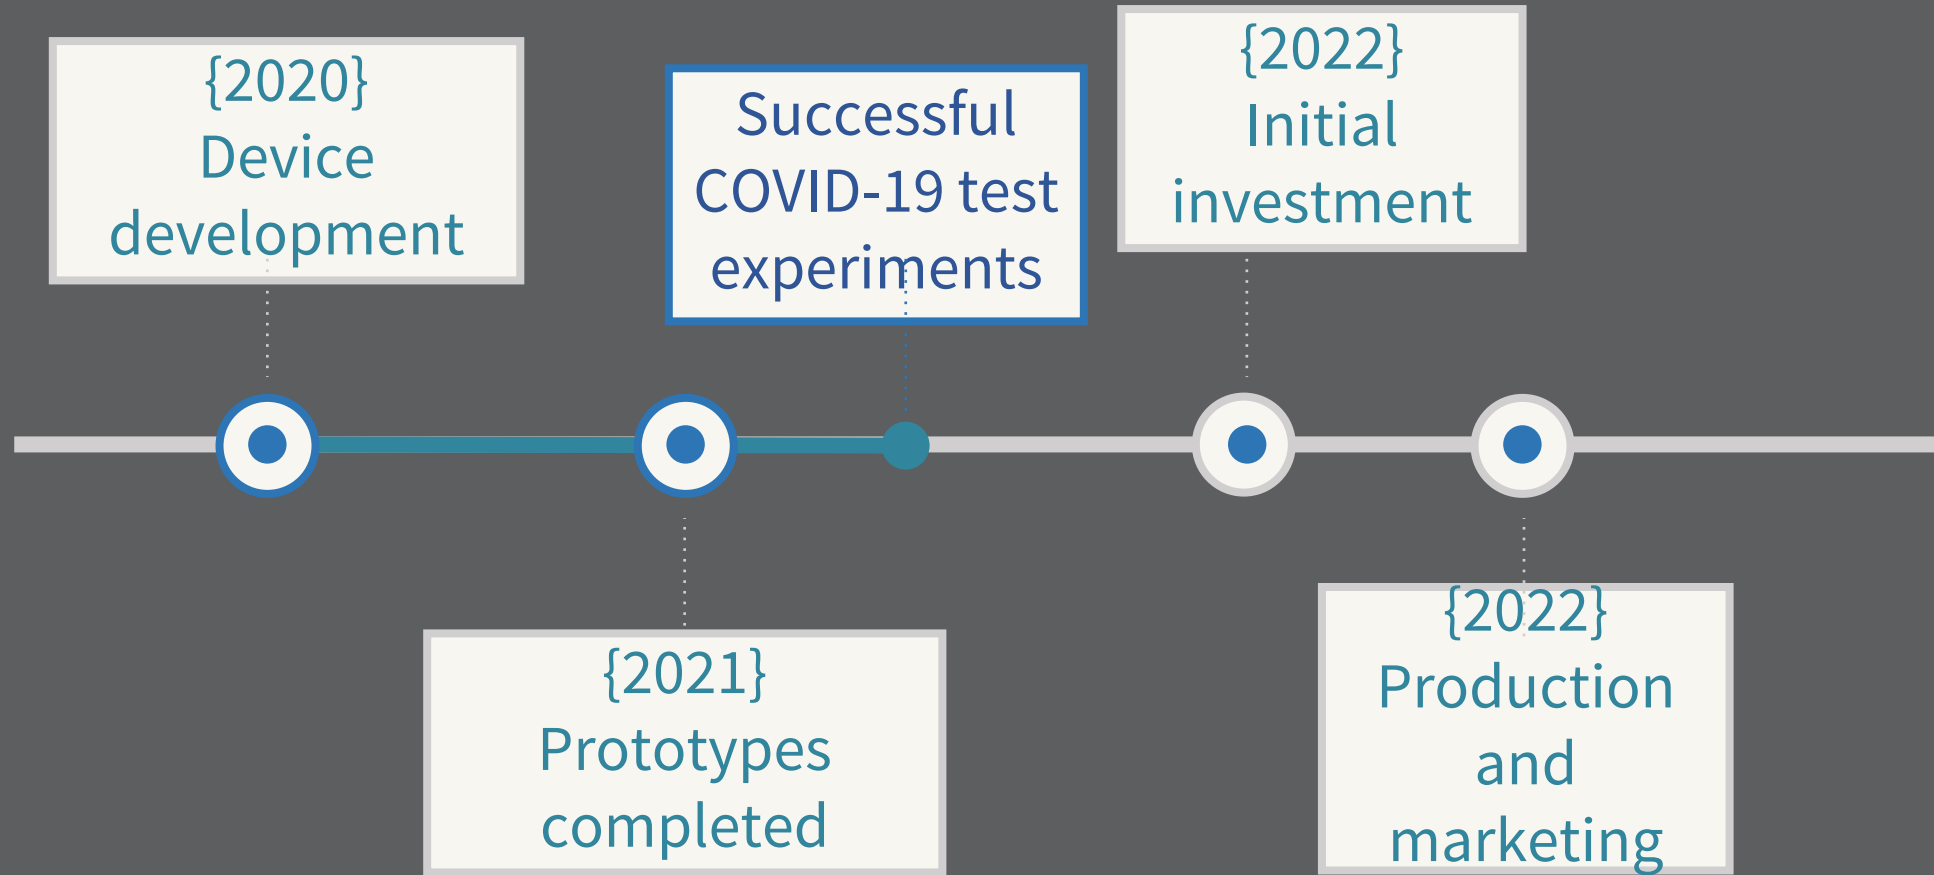 {2020}
Device
development
Successful
COVID-19 test
experiments
{2022}
Initial
investment
{2021}
Prototypes
completed
{2022}
Production
and
marketing